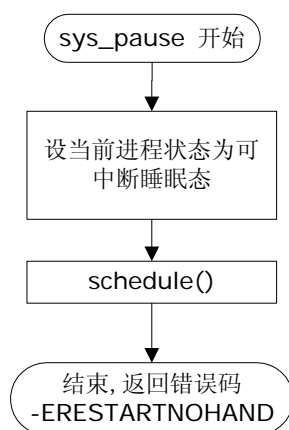 sys_pause 开始
设当前进程状态为可
中断睡眠态
schedule()
结束,返回错误码
-ERESTARTNOHAND